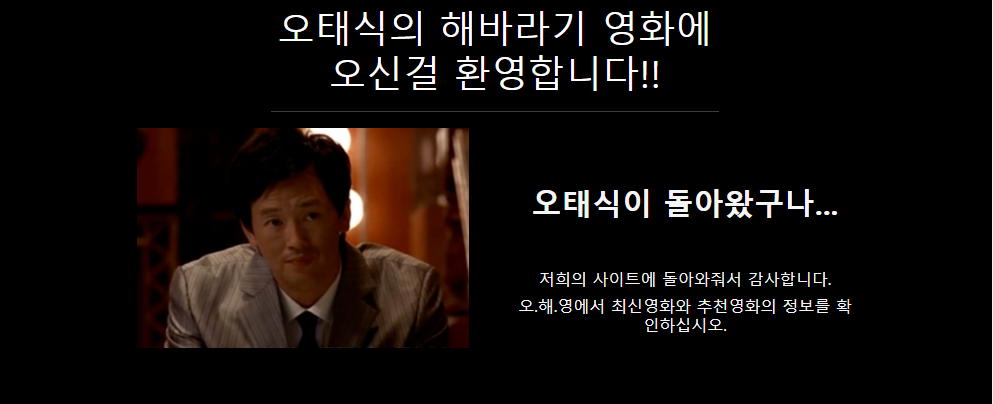 오태식의 해바라기 영화에
오신걸 환영합니다!!
오태식이 돌아왔구나...
저희의 사이트에 돌아와줘서 감사합니다.
오.해.영에서 최신영화와 추천영화의 정보를 확
인하십시오.